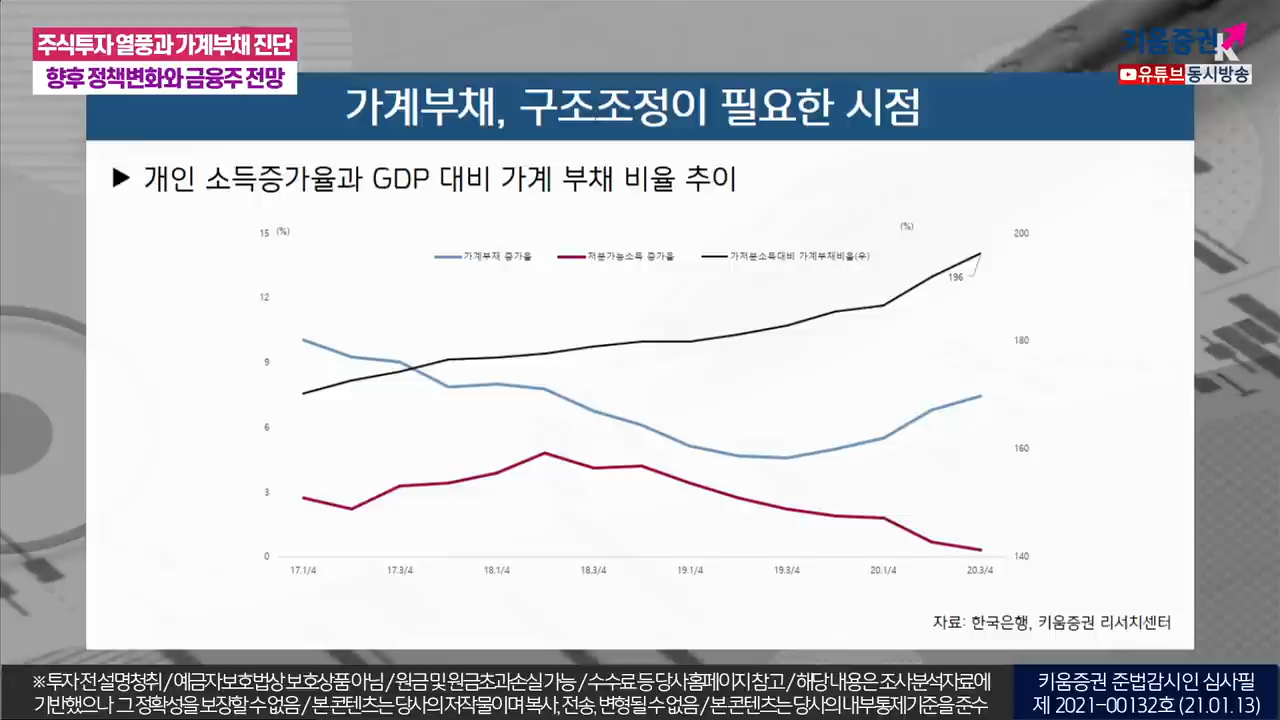 주식투자 열풍과 가계부채 진단
향후 정책변화와 금융주 전망
키움증권
유튜브 동시방송
가계부채, 구조조정이 필요한 시점
▶ 개인 소득증가율과 GDP 대비 가계 부채 비율 추이
(%)
(%)
가계부채 증가율
저분가능소득 증가율
가저분소득대비 가계부채비율(우)
15
12
9
6
3
0
200
180
160
140
196
17.1/4 17.3/4 18.1/4 18.3/4 19.1/4 19.3/4 20.1/4 20.3/4
자료: 한국은행, 키움증권 리서치센터
※ 투자 전 설명청취 / 예금자보호법상 보호상품 아님 / 원금 및 원금초과손실 가능 / 수수료 등 당사홈페이지 참고 / 해당 내용은 조사분석자료에
기반했으나 그 정확성을 보장할 수 없음 / 본 콘텐츠는 당사의 저작물이며 복사, 전송, 변형될 수 없음 / 본 콘텐츠는 당사의 내부통제기준을 준수
키움증권 준법감시인 심사필
제 2021-00132호 (21.01.13)